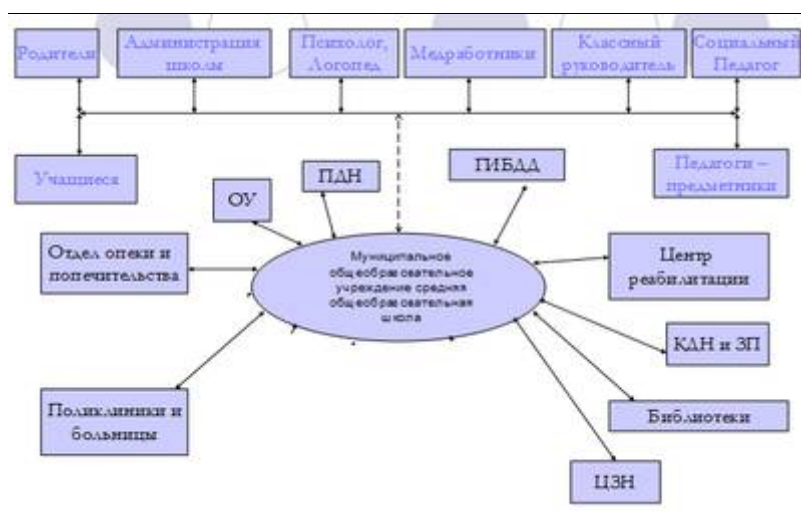 Родители
Администрация
школы
Психолог,
Логопед
Медработники
Классный
руководитель
Социальный
Педагог
Учащиеся
Педагоги –
предметники
ОУ
ПДН
ГИБДД
Отдел опеки и
попечительства
Муниципальное
общеобразовательное
учреждение средняя
общеобразовательная
школа
Центр
реабилитации
КДН и ЗП
Поликлиники и
больницы
Библиотеки
ЦЗН